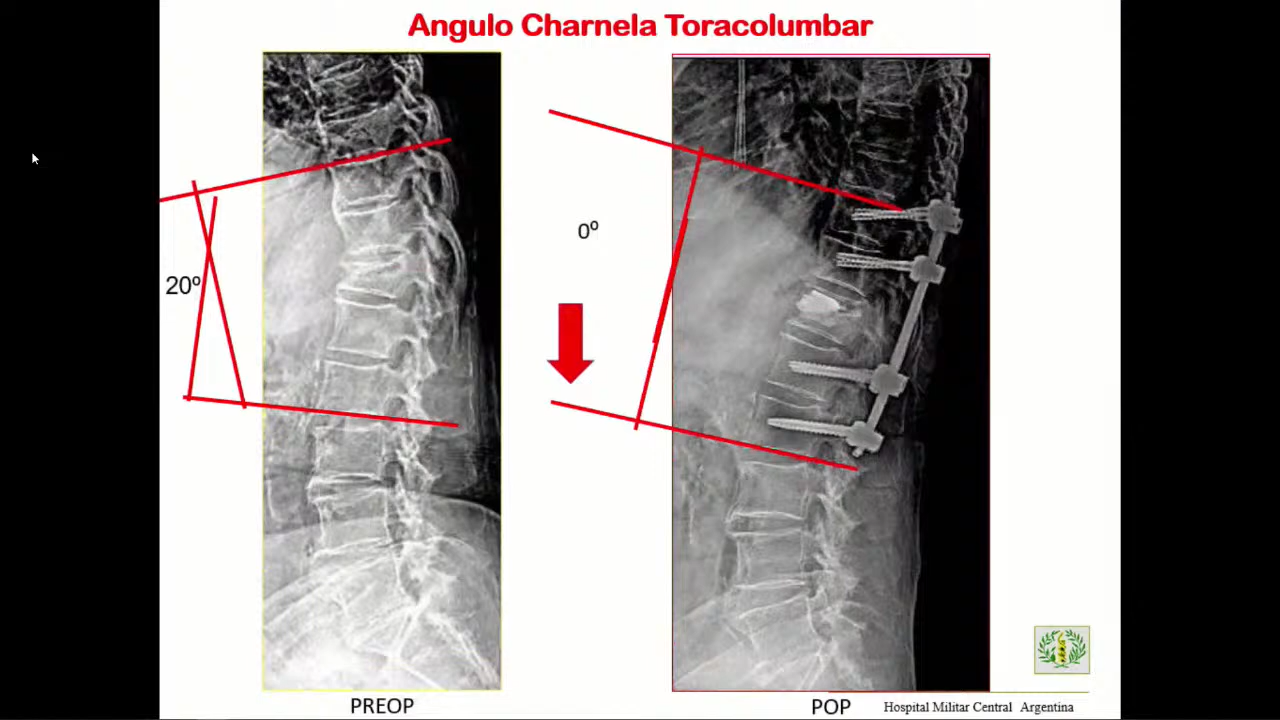 Angulo Charnela Toracolumbar
20º
0º
PREOP
POP
Hospital Militar Central Argentina